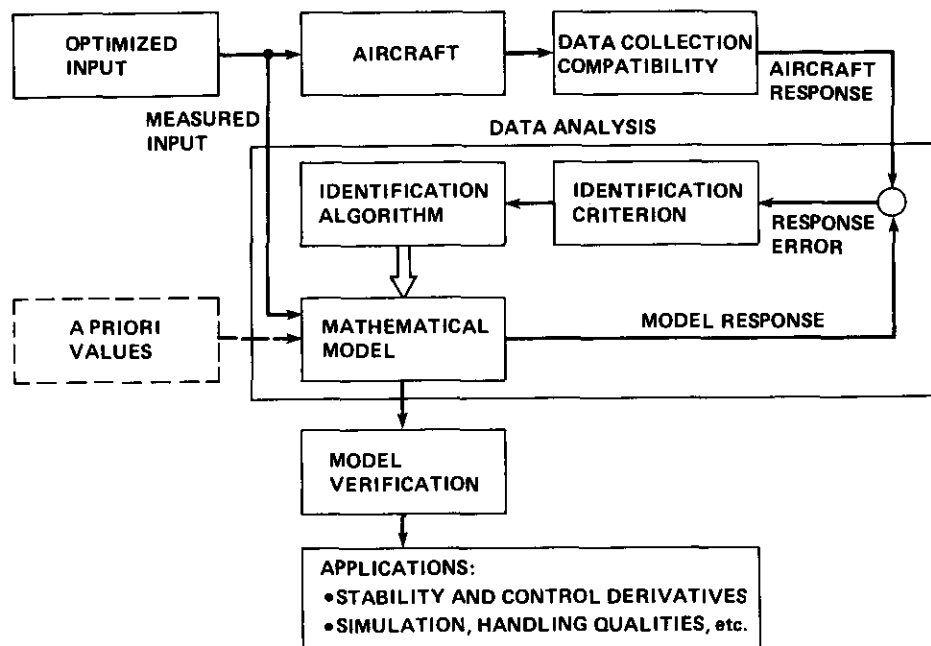 OPTIMIZED
INPUT
AIRCRAFT
DATA COLLECTION
COMPATIBILITY
AIRCRAFT
RESPONSE
MEASURED
INPUT
DATA ANALYSIS
IDENTIFICATION
ALGORITHM
IDENTIFICATION
CRITERION
RESPONSE
ERROR
A PRIORI
VALUES
MATHEMATICAL
MODEL
MODEL RESPONSE
MODEL
VERIFICATION
APPLICATIONS:
•STABILITY AND CONTROL DERIVATIVES
•SIMULATION, HANDLING QUALITIES, etc.